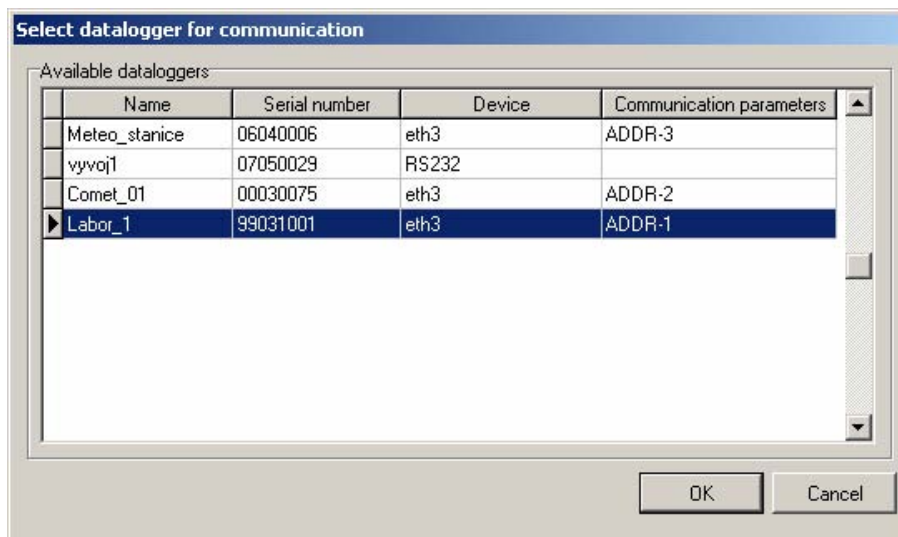 Select datalogger for communication
Available dataloggers
Name Serial number Device Communication parameters
Meteo_stanice 06040006 eth3 ADDR-3
vyvoj1 07050029 RS232
Comet_01 00030075 eth3 ADDR-2
Labor_1 99031001 eth3 ADDR-1
OK Cancel